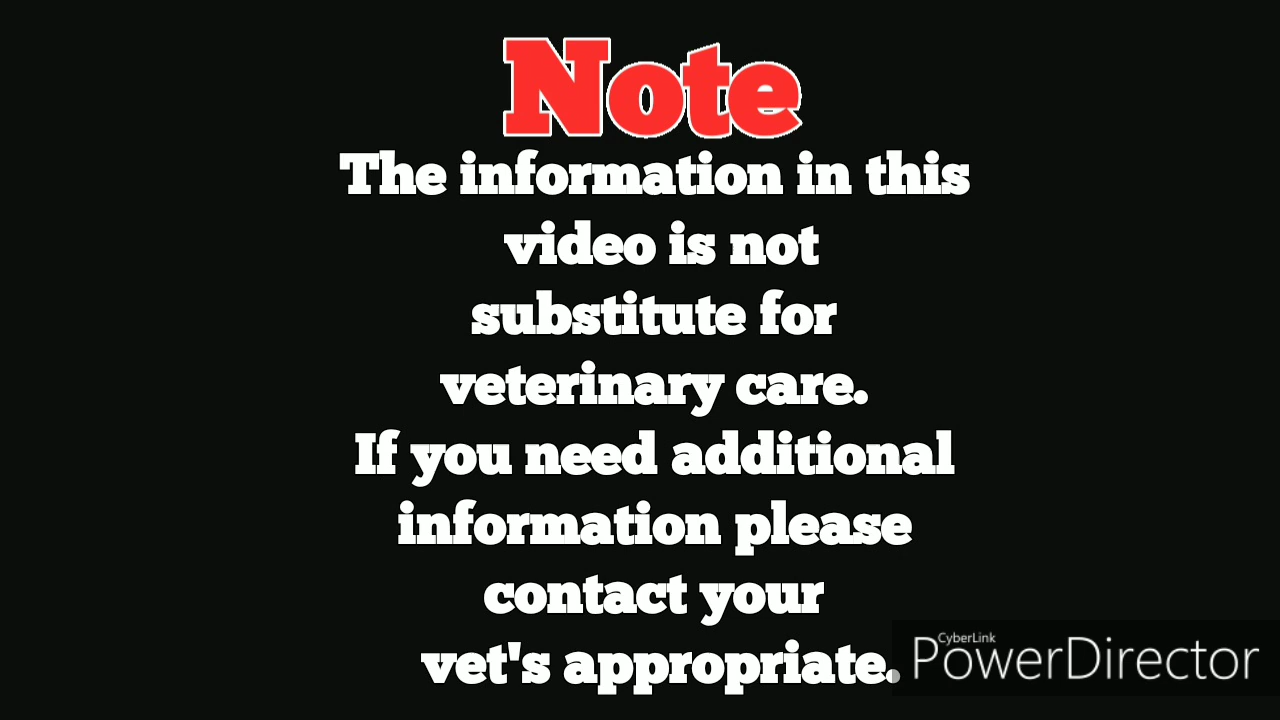 Note
The information in this
video is not
substitute for
veterinary care.
If you need additional
information please
contact your
vet's appropriate.
CyberLink
PowerDirector